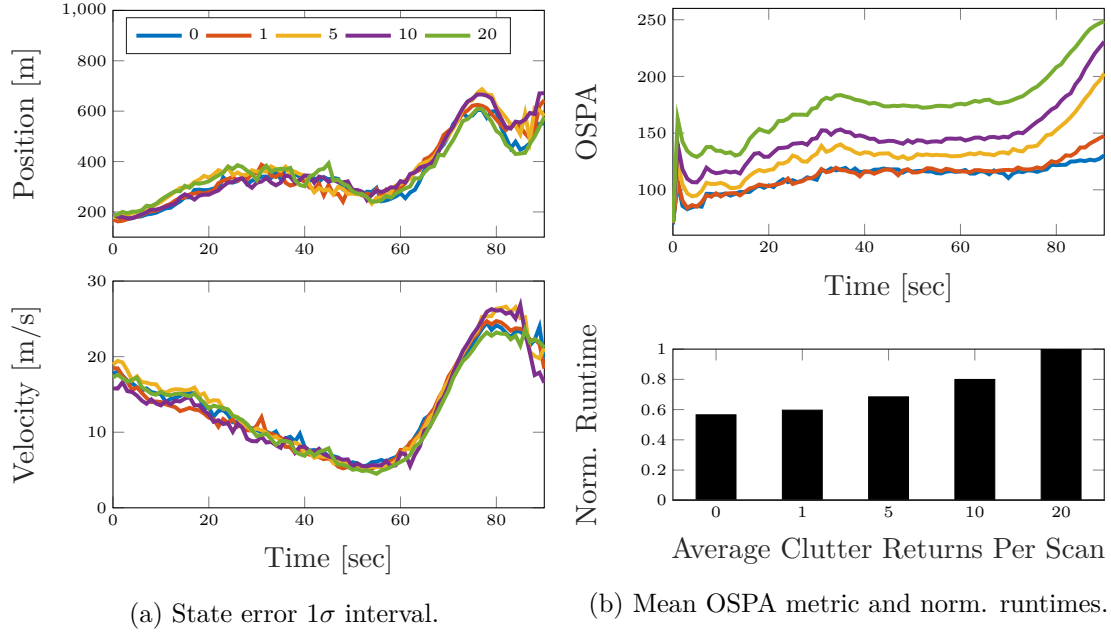 1,000
800
600
400
200
Position [m]
0 1 5 10 20
0 20 40 60 80
30
20
10
0
Velocity [m/s]
0 20 40 60 80
Time [sec]
(a) State error 1σ interval.
250
200
150
100
OSPA
0 20 40 60 80
Time [sec]
1
0.8
0.6
0.4
0.2
0
Norm. Runtime
0 1 5 10 20
Average Clutter Returns Per Scan
(b) Mean OSPA metric and norm. runtimes.